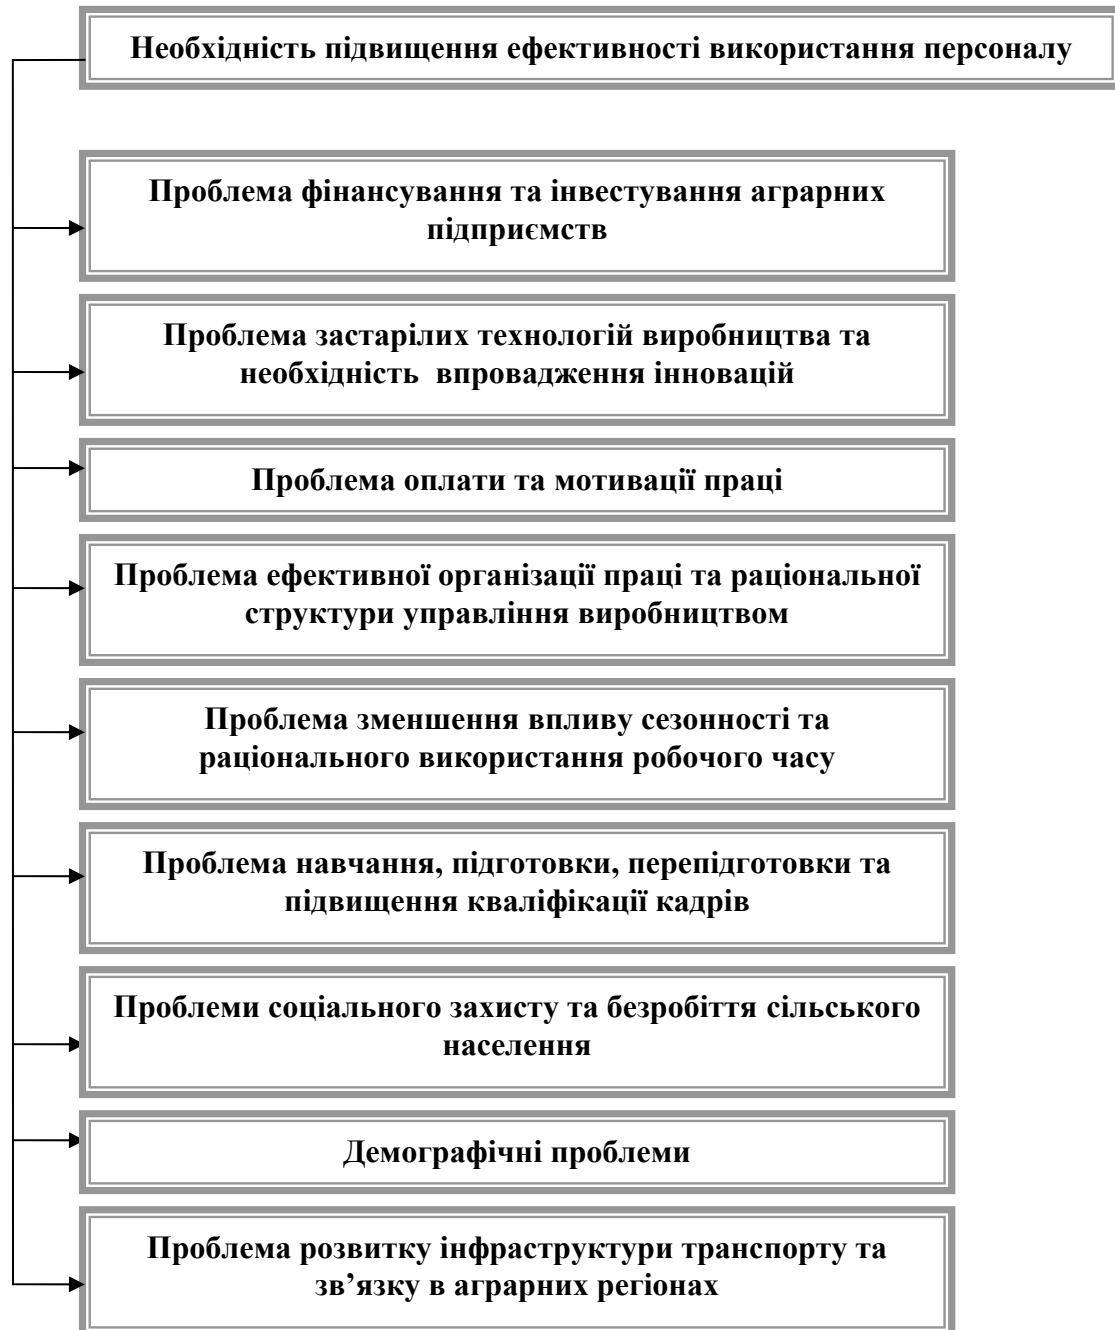 Необхідність підвищення ефективності використання персоналу
Проблема фінансування та інвестування аграрних
підприємств
Проблема застарілих технологій виробництва та
необхідність впровадження інновацій
Проблема оплати та мотивації праці
Проблема ефективної організації праці та раціональної
структури управління виробництвом
Проблема зменшення впливу сезонності та
раціонального використання робочого часу
Проблема навчання, підготовки, перепідготовки та
підвищення кваліфікації кадрів
Проблеми соціального захисту та безробіття сільського
населення
Демографічні проблеми
Проблема розвитку інфраструктури транспорту та
зв’язку в аграрних регіонах